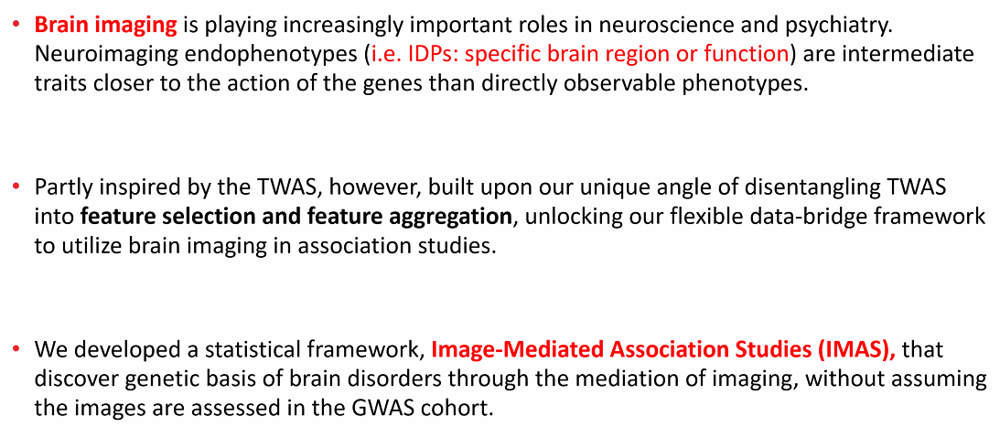 • Brain imaging is playing increasingly important roles in neuroscience and psychiatry.
Neuroimaging endophenotypes (i.e. IDPs: specific brain region or function) are intermediate
traits closer to the action of the genes than directly observable phenotypes.
• Partly inspired by the TWAS, however, built upon our unique angle of disentangling TWAS
into feature selection and feature aggregation, unlocking our flexible data-bridge framework
to utilize brain imaging in association studies.
• We developed a statistical framework, Image-Mediated Association Studies (IMAS), that
discover genetic basis of brain disorders through the mediation of imaging, without assuming
the images are assessed in the GWAS cohort.